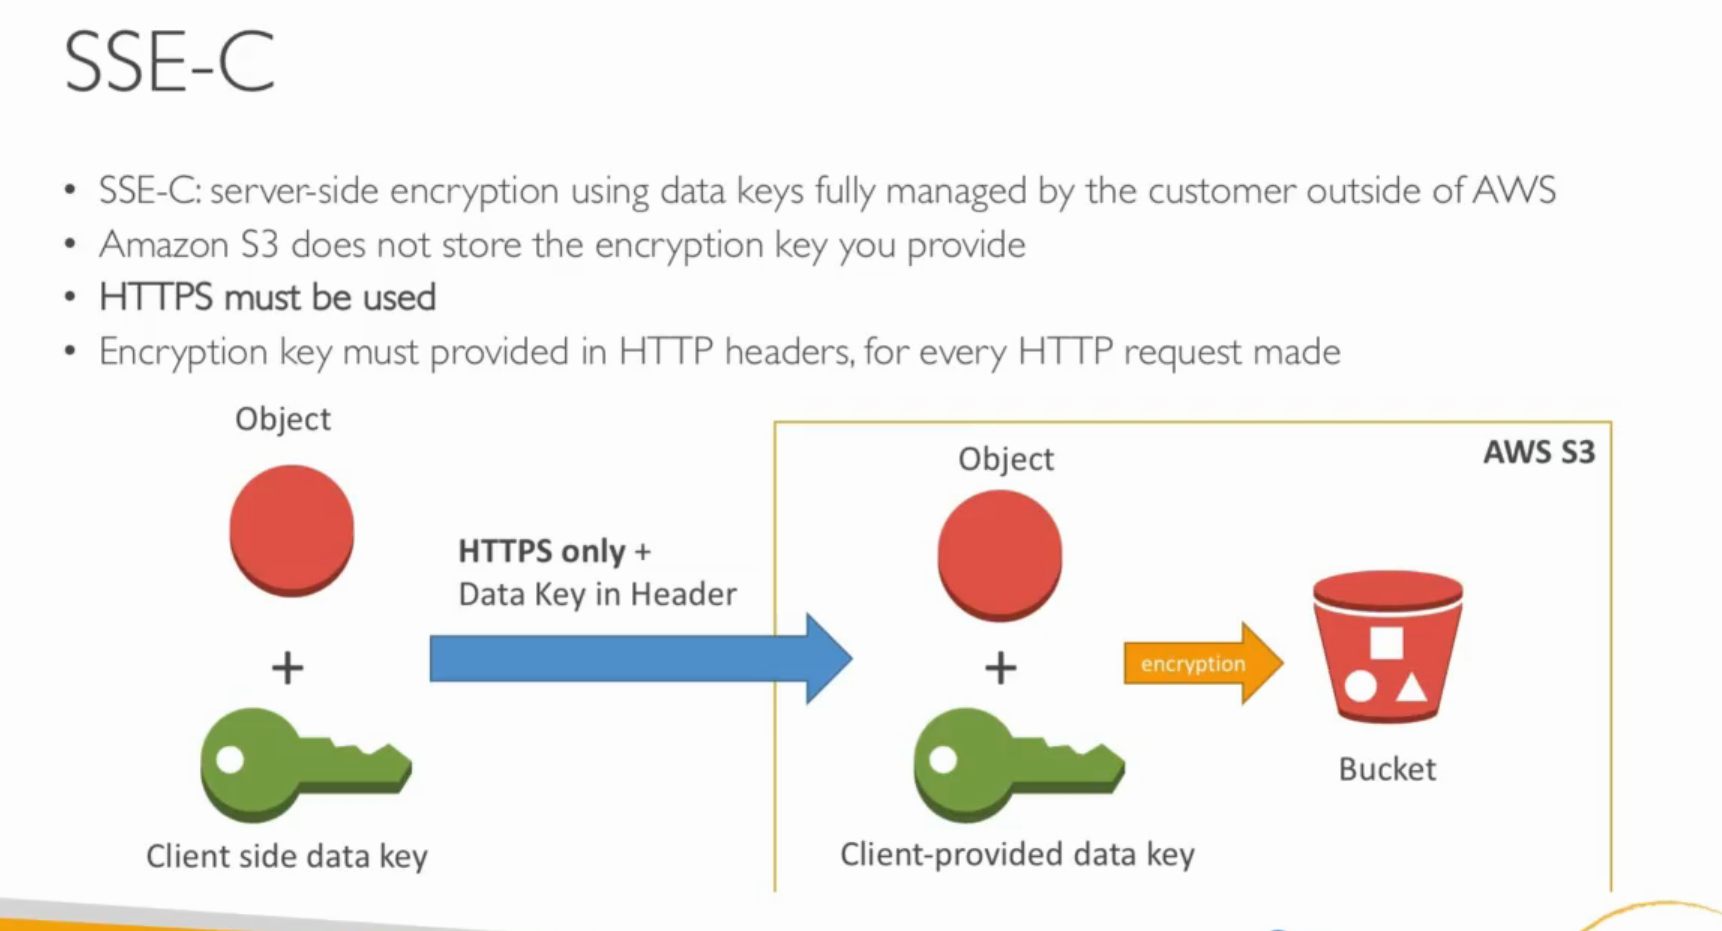 SSE-C
• SSE-C: server-side encryption using data keys fully managed by the customer outside of AWS
• Amazon S3 does not store the encryption key you provide
• HTTPS must be used
• Encryption key must provided in HTTP headers, for every HTTP request made
Object
HTTPS only +
Data Key in Header
+
Client side data key
AWS S3
Object
+
Client-provided data key
encryption
Bucket